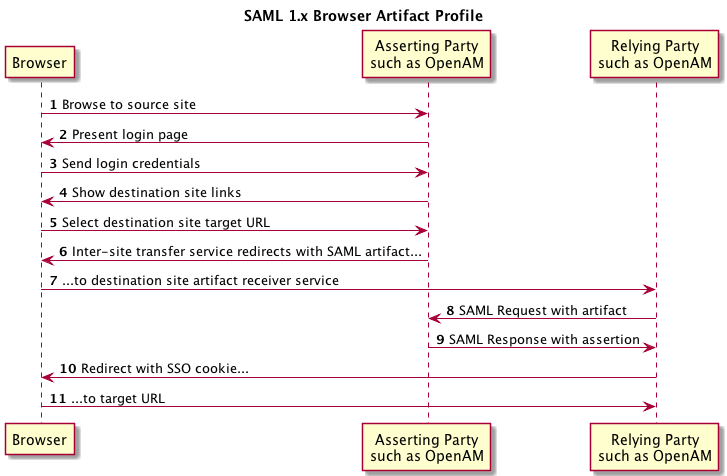 SAML 1.x Browser Artifact Profile
Browser
Asserting Party
such as OpenAM
Relying Party
such as OpenAM
1 Browse to source site
2 Present login page
3 Send login credentials
4 Show destination site links
5 Select destination site target URL
6 Inter-site transfer service redirects with SAML artifact...
7 ...to destination site artifact receiver service
8 SAML Request with artifact
9 SAML Response with assertion
10 Redirect with SSO cookie...
11 ...to target URL
Browser
Asserting Party
such as OpenAM
Relying Party
such as OpenAM